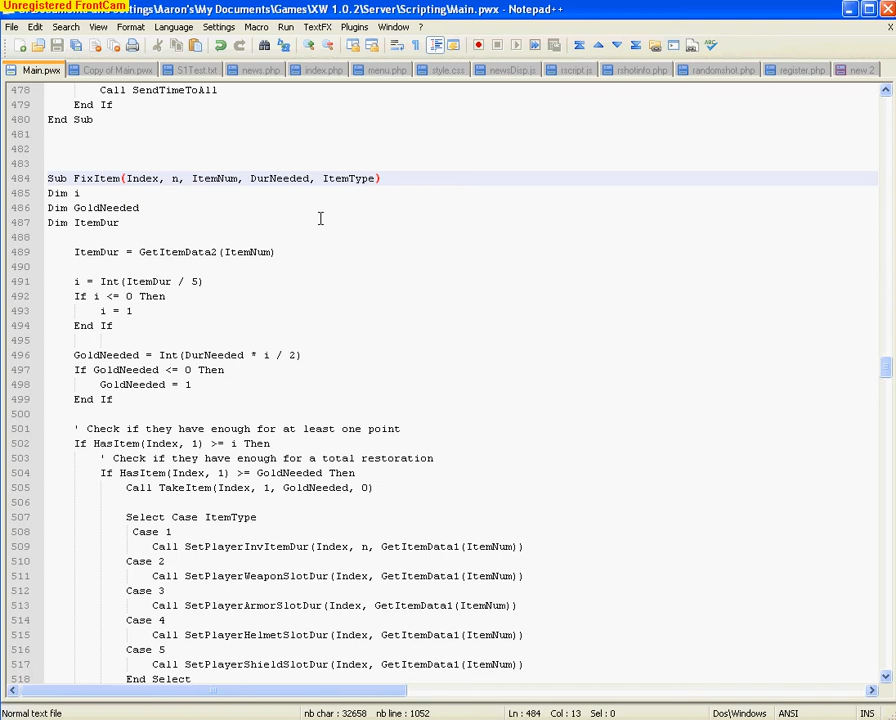 Unregistered FrontCam
ttings\Aaron's\My Documents\Games\XW 1.0.2\Server\Scripting\Main.pwx - Notepad++
File Edit Search View Format Language Settings Macro Run TextFX Plugins Window ?
Main.pwx Copy of Main.pwx S1Test.txt news.php index.php menu.php style.css newsDisp.js rscript.js rshotinfo.php randomshot.php register.php new 2
478 Call SendTimeToAll
479 End If
480 End Sub
481
482
483
484 Sub FixItem(Index, n, ItemNum, DurNeeded, ItemType)
485 Dim i
486 Dim GoldNeeded
487 Dim ItemDur
488
489 ItemDur = GetItemData2(ItemNum)
490
491 i = Int(ItemDur / 5)
492 If i <= 0 Then
493 i = 1
494 End If
495
496 GoldNeeded = Int(DurNeeded * i / 2)
497 If GoldNeeded <= 0 Then
498 GoldNeeded = 1
499 End If
500
501 ' Check if they have enough for at least one point
502 If HasItem(Index, 1) >= i Then
503 ' Check if they have enough for a total restoration
504 If HasItem(Index, 1) >= GoldNeeded Then
505 Call TakeItem(Index, 1, GoldNeeded, 0)
506
507 Select Case ItemType
508 Case 1
509 Call SetPlayerInvItemDur(Index, n, GetItemData1(ItemNum))
510 Case 2
511 Call SetPlayerWeaponSlotDur(Index, GetItemData1(ItemNum))
512 Case 3
513 Call SetPlayerArmorSlotDur(Index, GetItemData1(ItemNum))
514 Case 4
515 Call SetPlayerHelmetSlotDur(Index, GetItemData1(ItemNum))
516 Case 5
517 Call SetPlayerShieldSlotDur(Index, GetItemData1(ItemNum))
518 End Select
Normal text file nb char : 32658 nb line : 1052 Ln : 484 Col : 13 Sel : 0 Dos\Windows ANSI INS